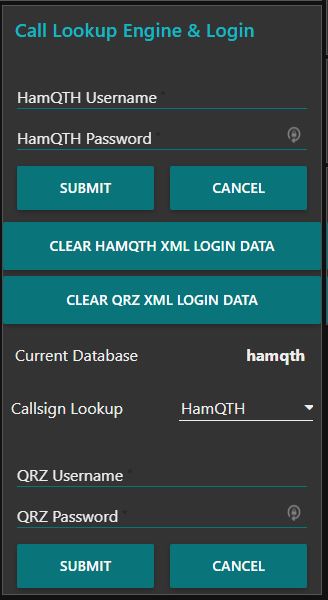 Call Lookup Engine & Login
HamQTH Username *
HamQTH Password *
SUBMIT CANCEL
CLEAR HAMQTH XML LOGIN DATA
CLEAR QRZ XML LOGIN DATA
Current Database hamqth
Callsign Lookup HamQTH
QRZ Username *
QRZ Password *
SUBMIT CANCEL